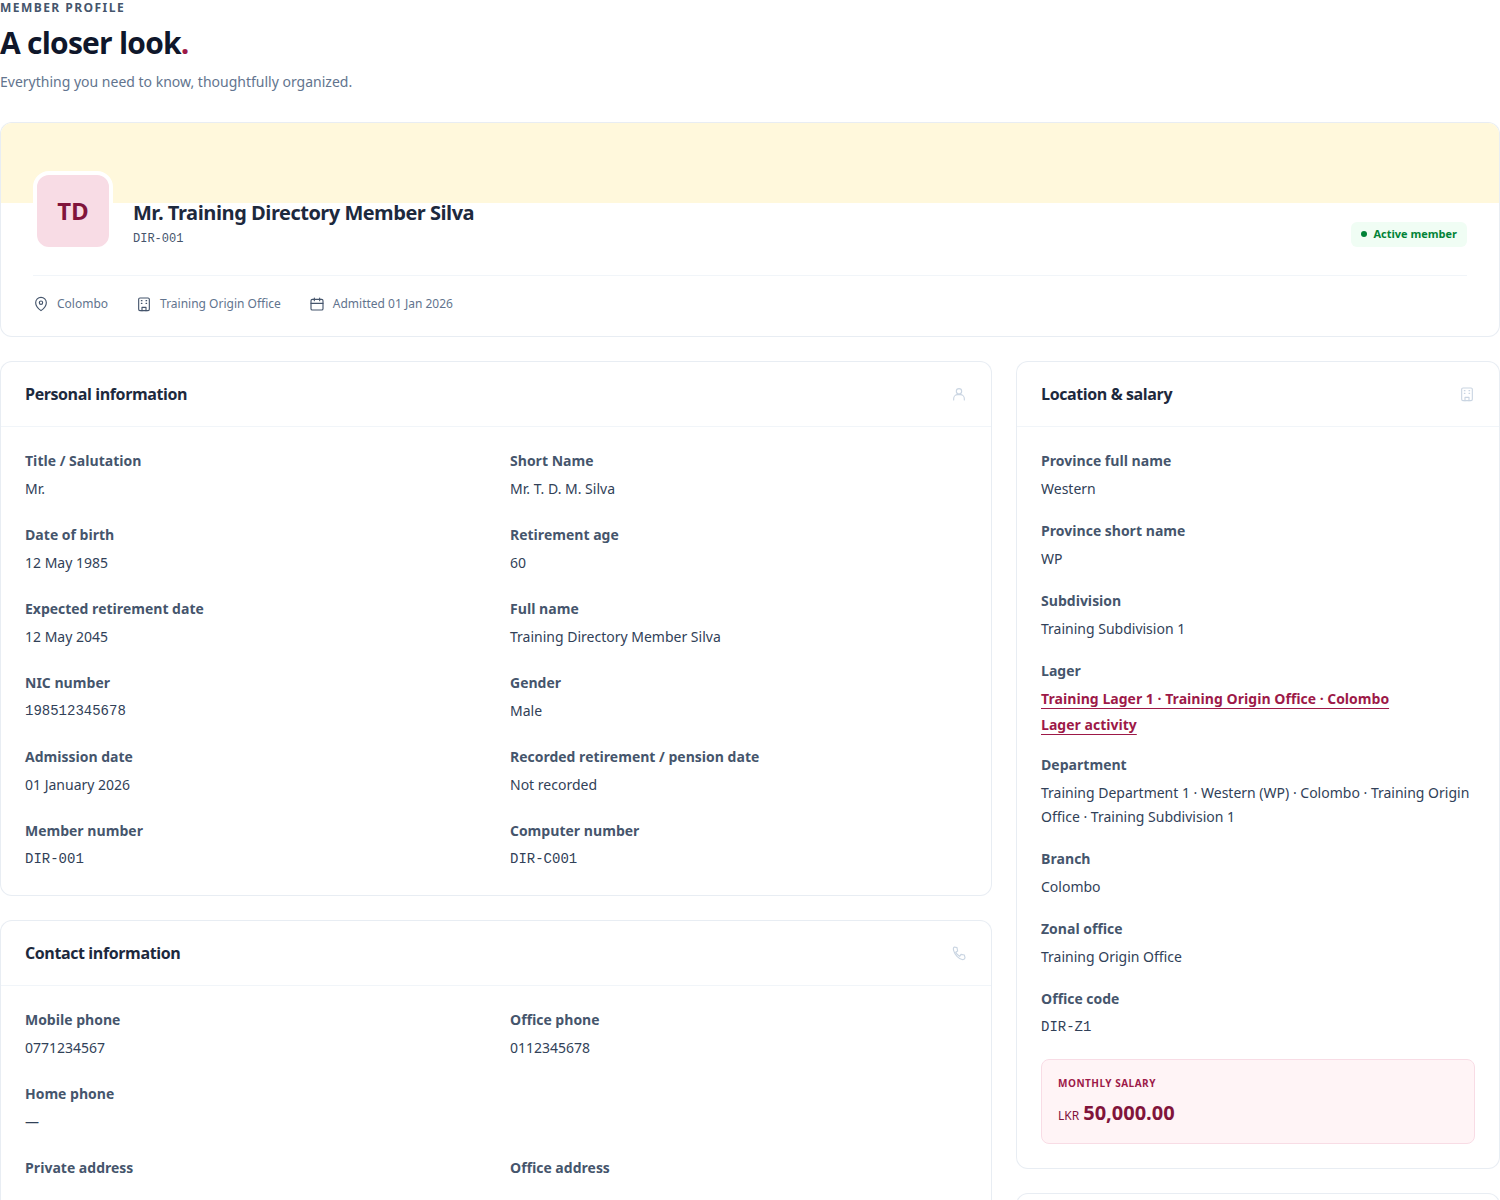 MEMBER PROFILE
A closer look.
Everything you need to know, thoughtfully organized.
TD
Mr. Training Directory Member Silva
DIR-001
Active member
Colombo
Training Origin Office
Admitted 01 Jan 2026
Personal information
Title / Salutation
Mr.
Short Name
Mr. T. D. M. Silva
Date of birth
12 May 1985
Retirement age
60
Expected retirement date
12 May 2045
Full name
Training Directory Member Silva
NIC number
198512345678
Gender
Male
Admission date
01 January 2026
Recorded retirement / pension date
Not recorded
Member number
DIR-001
Computer number
DIR-C001
Contact information
Mobile phone
0771234567
Office phone
0112345678
Home phone
—
Private address
Office address
Location & salary
Province full name
Western
Province short name
WP
Subdivision
Training Subdivision 1
Lager
Training Lager 1 · Training Origin Office · Colombo
Lager activity
Department
Training Department 1 · Western (WP) · Colombo · Training Origin
Office · Training Subdivision 1
Branch
Colombo
Zonal office
Training Origin Office
Office code
DIR-Z1
MONTHLY SALARY
LKR 50,000.00